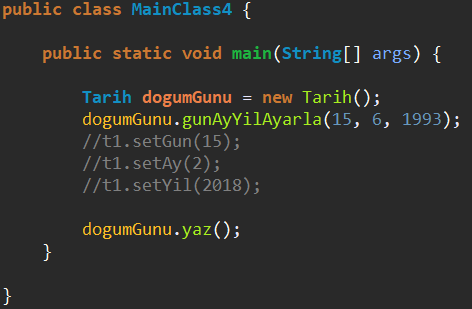 public class MainClass4 {
public static void main(String[] args) {
Tarih dogumGunu = new Tarih();
dogumGunu.gunAyYilAyarla(15, 6, 1993);
//t1.setGun(15);
//t1.setAy(2);
//t1.setYil(2018);
dogumGunu.yaz();
}
}